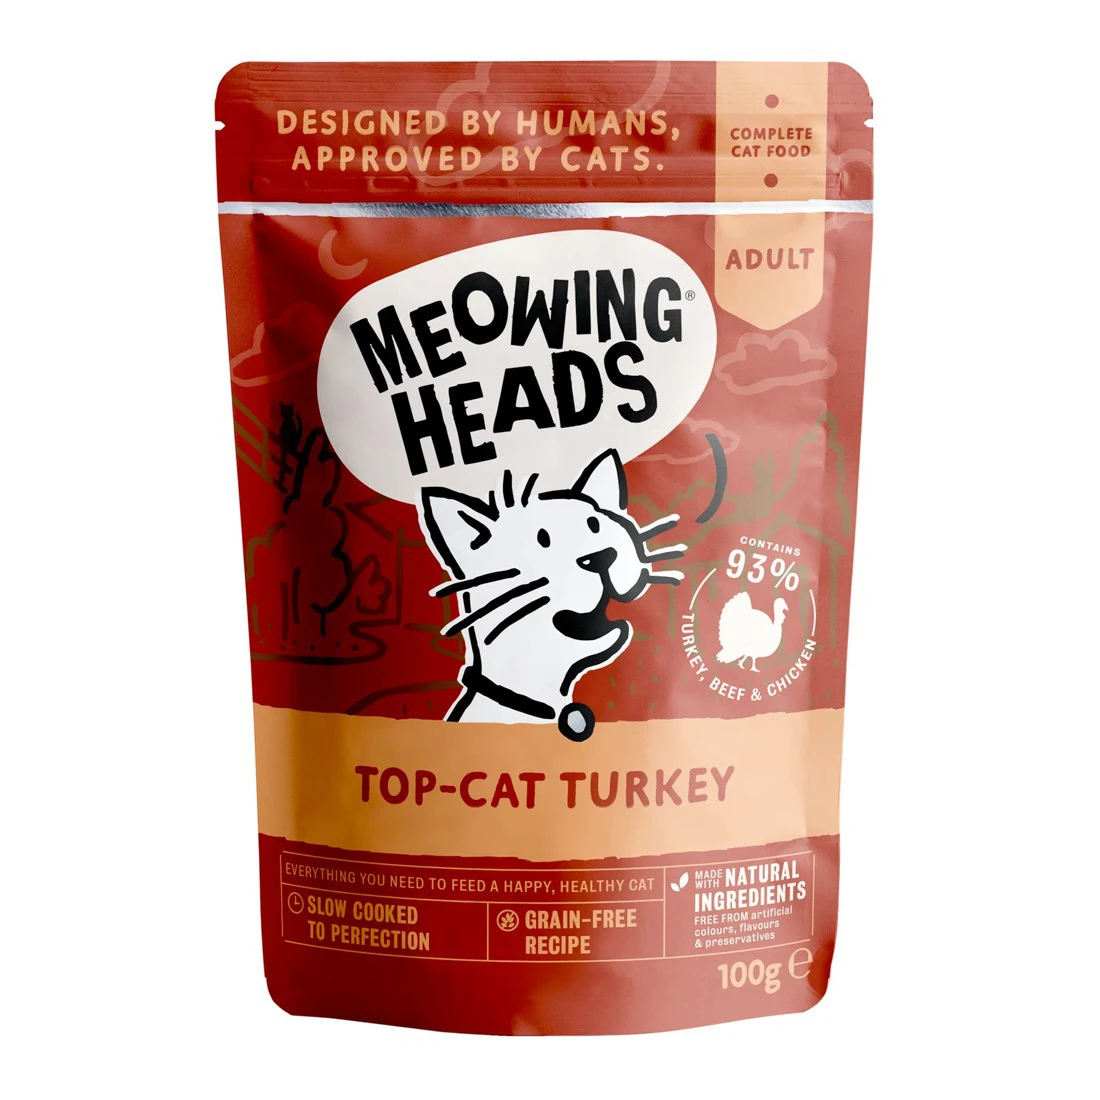 DESIGNED BY HUMANS,
APPROVED BY CATS.
COMPLETE
CAT FOOD
ADULT
MEOWING®
HEADS
CONTAINS
93%
TURKEY, BEEF & CHICKEN
TOP-CAT TURKEY
EVERYTHING YOU NEED TO FEED A HAPPY, HEALTHY CAT
SLOW COOKED
TO PERFECTION
GRAIN-FREE
RECIPE
MADE WITH NATURAL
INGREDIENTS
FREE FROM artificial
colours, flavours
& preservatives
100g ℮